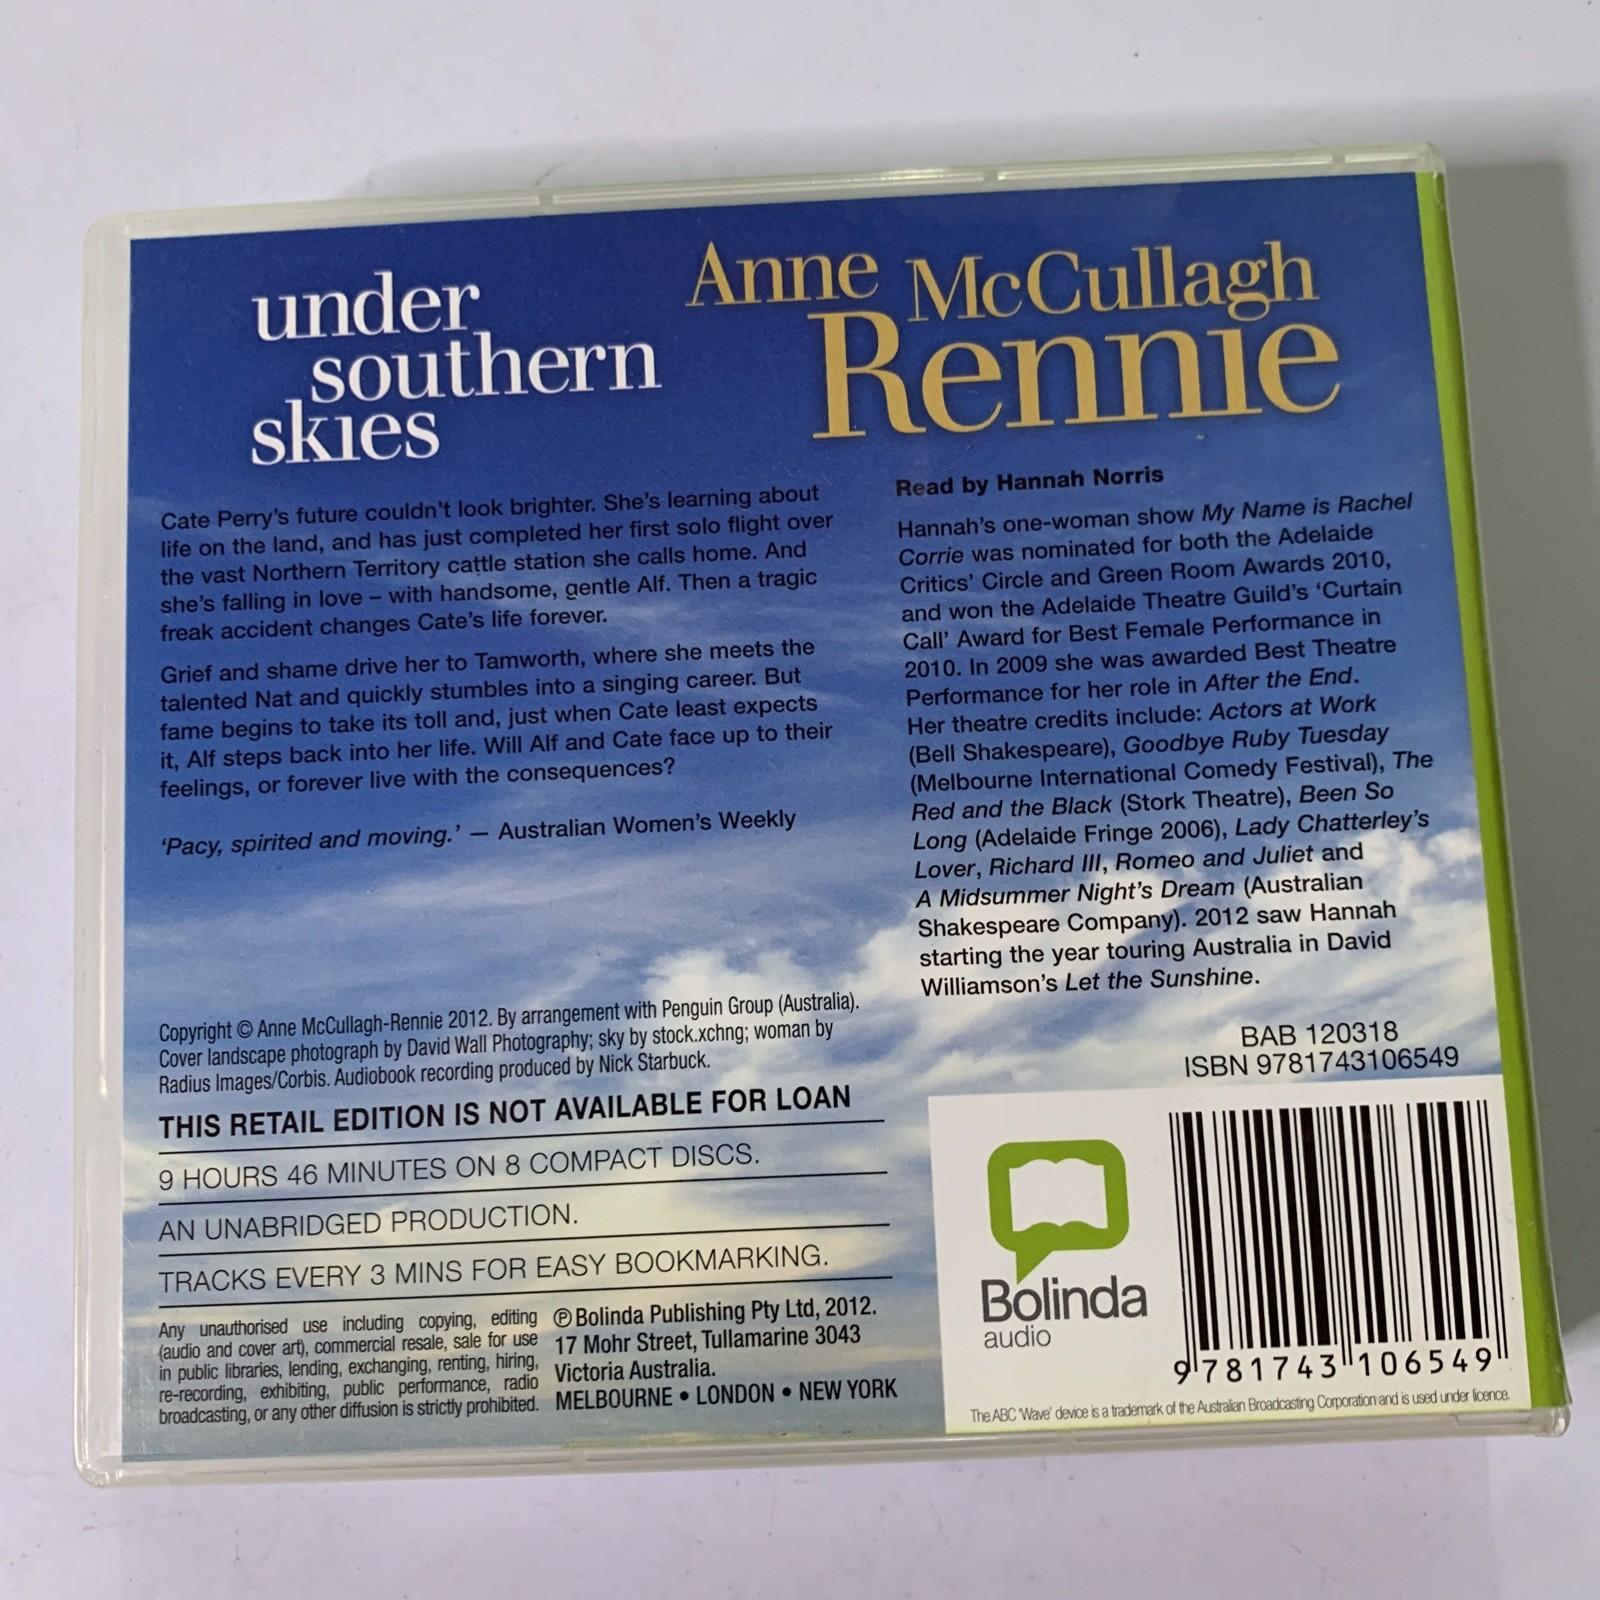 under
southern
skies
Anne McCullagh
Rennie
Cate Perry's future couldn't look brighter. She's learning about
life on the land, and has just completed her first solo flight over
the vast Northern Territory cattle station she calls home. And
she's falling in love – with handsome, gentle Alf. Then a tragic
freak accident changes Cate's life forever.
Grief and shame drive her to Tamworth, where she meets the
talented Nat and quickly stumbles into a singing career. But
fame begins to take its toll and, just when Cate least expects
it, Alf steps back into her life. Will Alf and Cate face up to their
feelings, or forever live with the consequences?
'Pacy, spirited and moving.' — Australian Women's Weekly
Read by Hannah Norris
Hannah's one-woman show My Name is Rachel
Corrie was nominated for both the Adelaide
Critics' Circle and Green Room Awards 2010,
and won the Adelaide Theatre Guild's 'Curtain
Call' Award for Best Female Performance in
2010. In 2009 she was awarded Best Theatre
Performance for her role in After the End.
Her theatre credits include: Actors at Work
(Bell Shakespeare), Goodbye Ruby Tuesday
(Melbourne International Comedy Festival), The
Red and the Black (Stork Theatre), Been So
Long (Adelaide Fringe 2006), Lady Chatterley's
Lover, Richard III, Romeo and Juliet and
A Midsummer Night's Dream (Australian
Shakespeare Company). 2012 saw Hannah
starting the year touring Australia in David
Williamson's Let the Sunshine.
Copyright © Anne McCullagh-Rennie 2012. By arrangement with Penguin Group (Australia).
Cover landscape photograph by David Wall Photography; sky by stock.xchng; woman by
Radius Images/Corbis. Audiobook recording produced by Nick Starbuck.
THIS RETAIL EDITION IS NOT AVAILABLE FOR LOAN
9 HOURS 46 MINUTES ON 8 COMPACT DISCS.
AN UNABRIDGED PRODUCTION.
TRACKS EVERY 3 MINS FOR EASY BOOKMARKING.
Any unauthorised use including copying, editing
(audio and cover art), commercial resale, sale for use
in public libraries, lending, exchanging, renting, hiring,
re-recording, exhibiting, public performance, radio
broadcasting, or any other diffusion is strictly prohibited.
℗ Bolinda Publishing Pty Ltd, 2012.
17 Mohr Street, Tullamarine 3043
Victoria Australia.
MELBOURNE • LONDON • NEW YORK
BAB 120318
ISBN 9781743106549
Bolinda
audio
9 781743 106549
The ABC 'Wave' device is a trademark of the Australian Broadcasting Corporation and is used under licence.